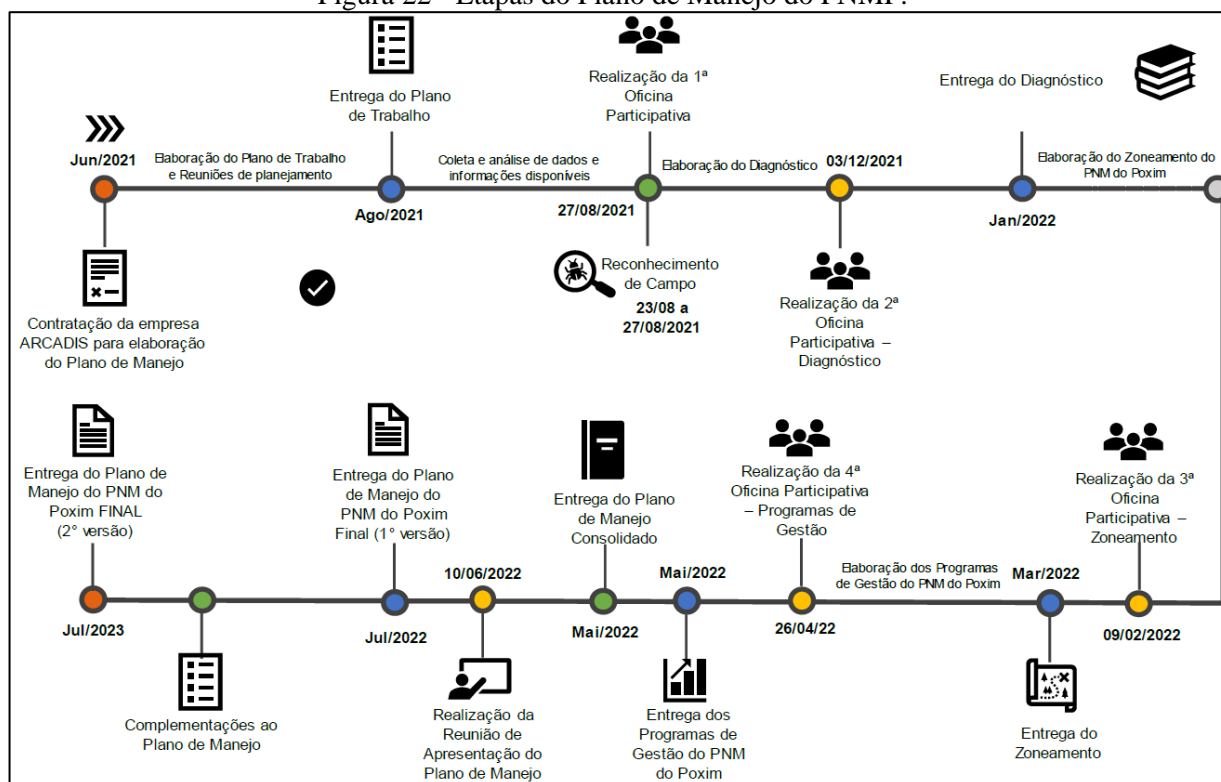 Figura 22 - Etapas do Plano de Manejo do PNMP.
Entrega do Plano
de Trabalho
Realização da 1ª
Oficina
Participativa
Entrega do Diagnóstico
Jun/2021
Elaboração do Plano de Trabalho
e Reuniões de planejamento
Coleta e análise de dados e
informações disponíveis
Elaboração do Diagnóstico
03/12/2021
Elaboração do Zoneamento do
PNM do Poxim
Ago/2021
27/08/2021
Jan/2022
Contratação da empresa
ARCADIS para elaboração
do Plano de Manejo
Reconhecimento
de Campo
23/08 a
27/08/2021
Realização da 2ª
Oficina
Participativa –
Diagnóstico
Entrega do Plano de
Manejo do PNM do
Poxim FINAL
(2° versão)
Entrega do Plano
de Manejo do
PNM do Poxim
Final (1° versão)
Entrega do Plano
de Manejo
Consolidado
Realização da 4ª
Oficina Participativa
– Programas de
Gestão
Realização da 3ª
Oficina
Participativa –
Zoneamento
10/06/2022
Mai/2022
Elaboração dos Programas
de Gestão do PNM do Poxim
Mar/2022
Jul/2023
Jul/2022
Mai/2022
26/04/22
09/02/2022
Complementações ao
Plano de Manejo
Realização da
Reunião de
Apresentação do
Plano de Manejo
Entrega dos
Programas de
Gestão do PNM
do Poxim
Entrega do
Zoneamento